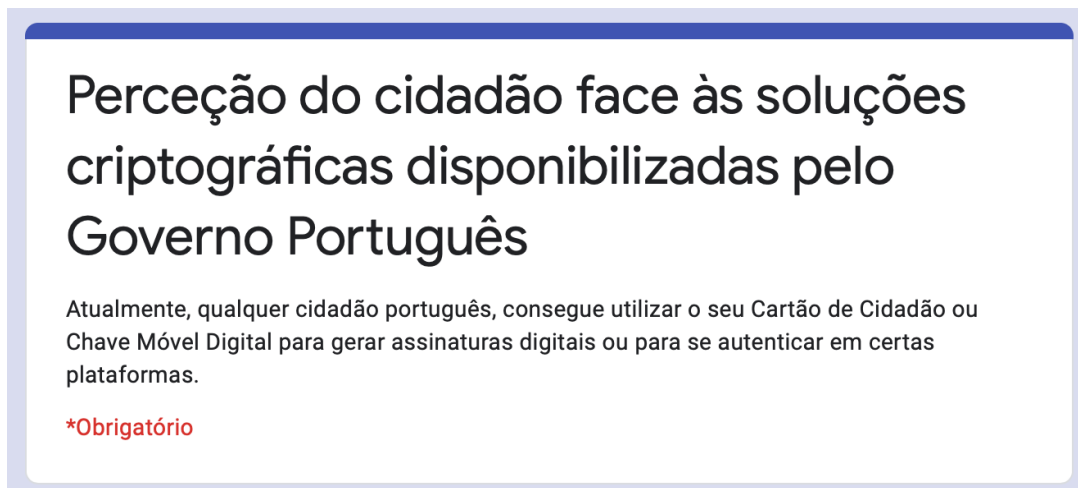 Perceção do cidadão face às soluções
criptográficas disponibilizadas pelo
Governo Português
Atualmente, qualquer cidadão português, consegue utilizar o seu Cartão de Cidadão ou
Chave Móvel Digital para gerar assinaturas digitais ou para se autenticar em certas
plataformas.
*Obrigatório